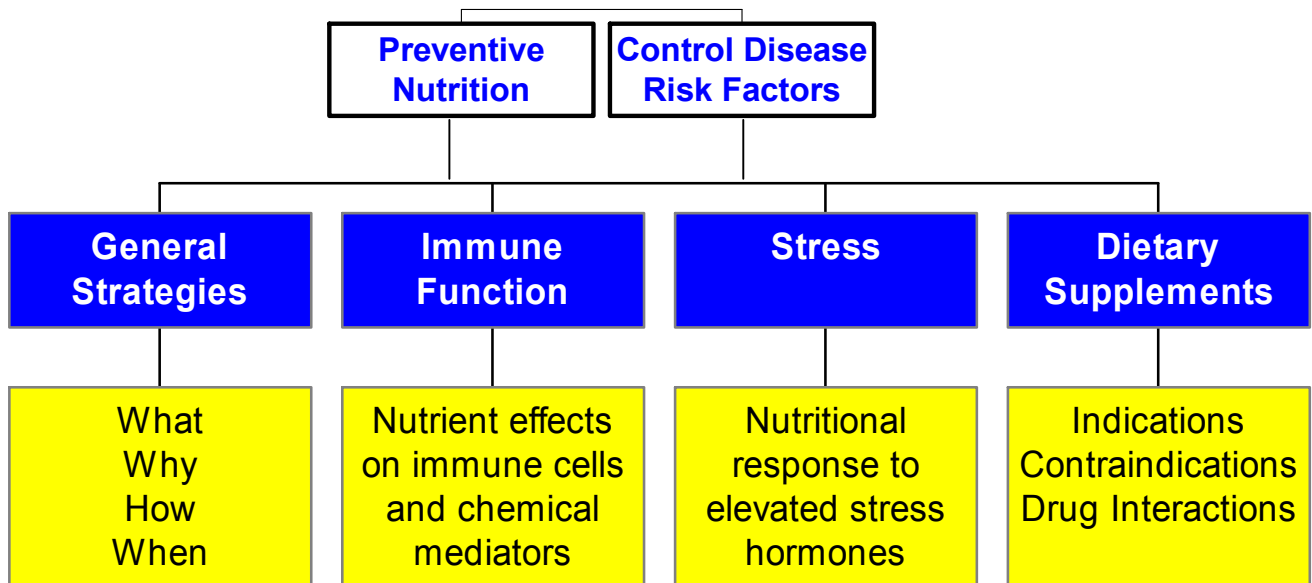 Preventive
Nutrition
Control Disease
Risk Factors
General
Strategies
Immune
Function
Stress
Dietary
Supplements
What
Why
How
When
Nutrient effects
on immune cells
and chemical
mediators
Nutritional
response to
elevated stress
hormones
Indications
Contraindications
Drug Interactions